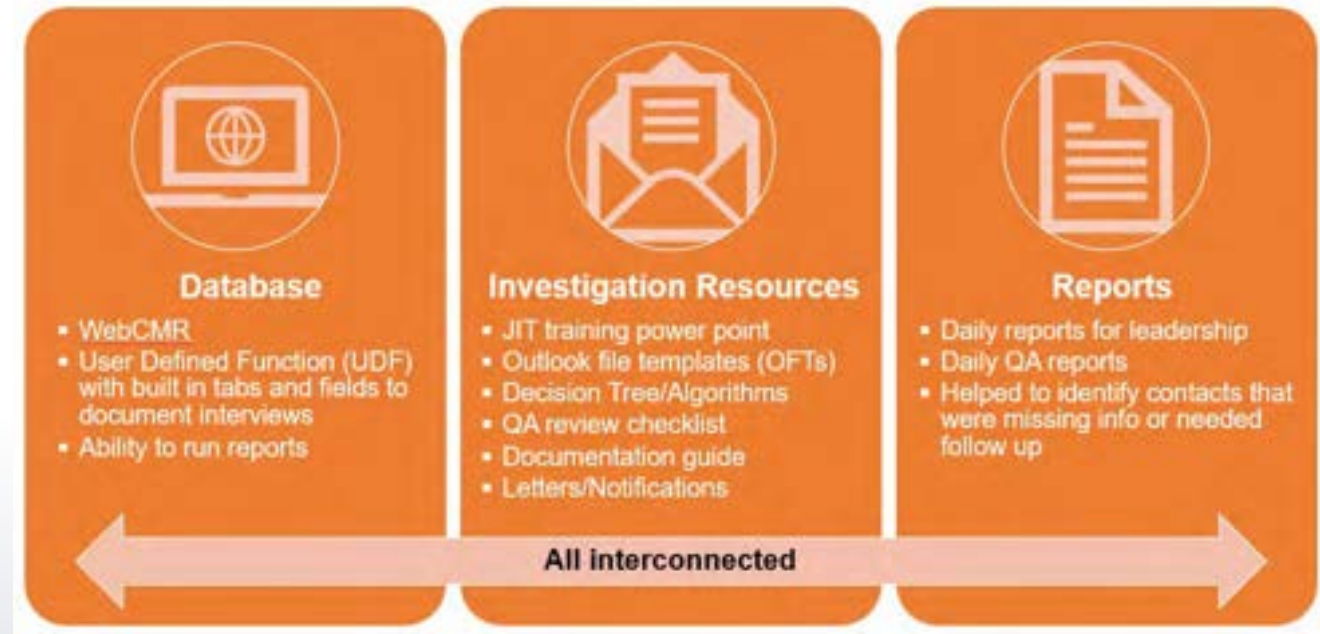 Database
▪ WebCMR
▪ User Defined Function (UDF)
with built in tabs and fields to
document interviews
▪ Ability to run reports
Investigation Resources
▪ JIT training power point
▪ Outlook file templates (OFTs)
▪ Decision Tree/Algorithms
▪ QA review checklist
▪ Documentation guide
▪ Letters/Notifications
Reports
▪ Daily reports for leadership
▪ Daily QA reports
▪ Helped to identify contacts that
were missing info or needed
follow up
All interconnected